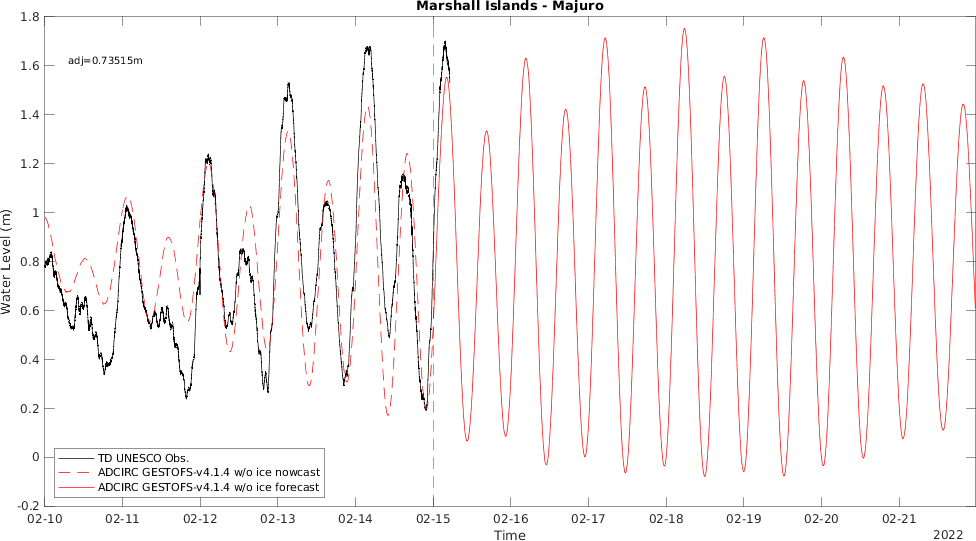 Marshall Islands - Majuro
1.8
1.6
1.4
1.2
1
0.8
0.6
0.4
0.2
0
-0.2
Water Level (m)
adj=0.73515m
TD UNESCO Obs.
ADCIRC GESTOFS-v4.1.4 w/o ice nowcast
ADCIRC GESTOFS-v4.1.4 w/o ice forecast
02-10 02-11 02-12 02-13 02-14 02-15 02-16 02-17 02-18 02-19 02-20 02-21
Time
2022